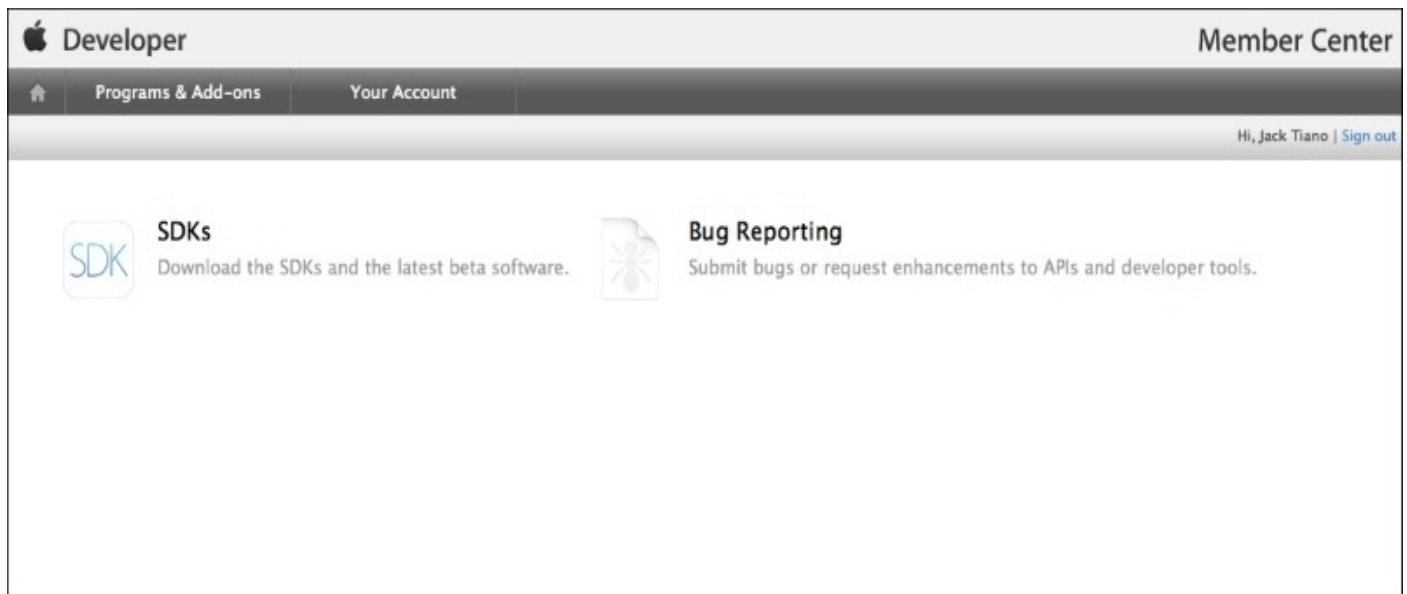 Developer
Member Center
Programs & Add-ons
Your Account
Hi, Jack Tiano | Sign out
SDK
SDKs
Download the SDKs and the latest beta software.
Bug Reporting
Submit bugs or request enhancements to APIs and developer tools.